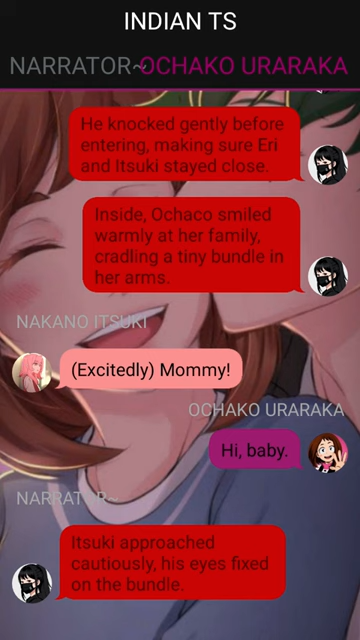 INDIAN TS
NARRATOR~OCHAKO URARAKA
He knocked gently before
entering, making sure Eri
and Itsuki stayed close.
Inside, Ochaco smiled
warmly at her family,
cradling a tiny bundle in
her arms.
NAKANO ITSUKI
(Excitedly) Mommy!
OCHAKO URARAKA
Hi, baby.
NARRATOR~
Itsuki approached
cautiously, his eyes fixed
on the bundle.